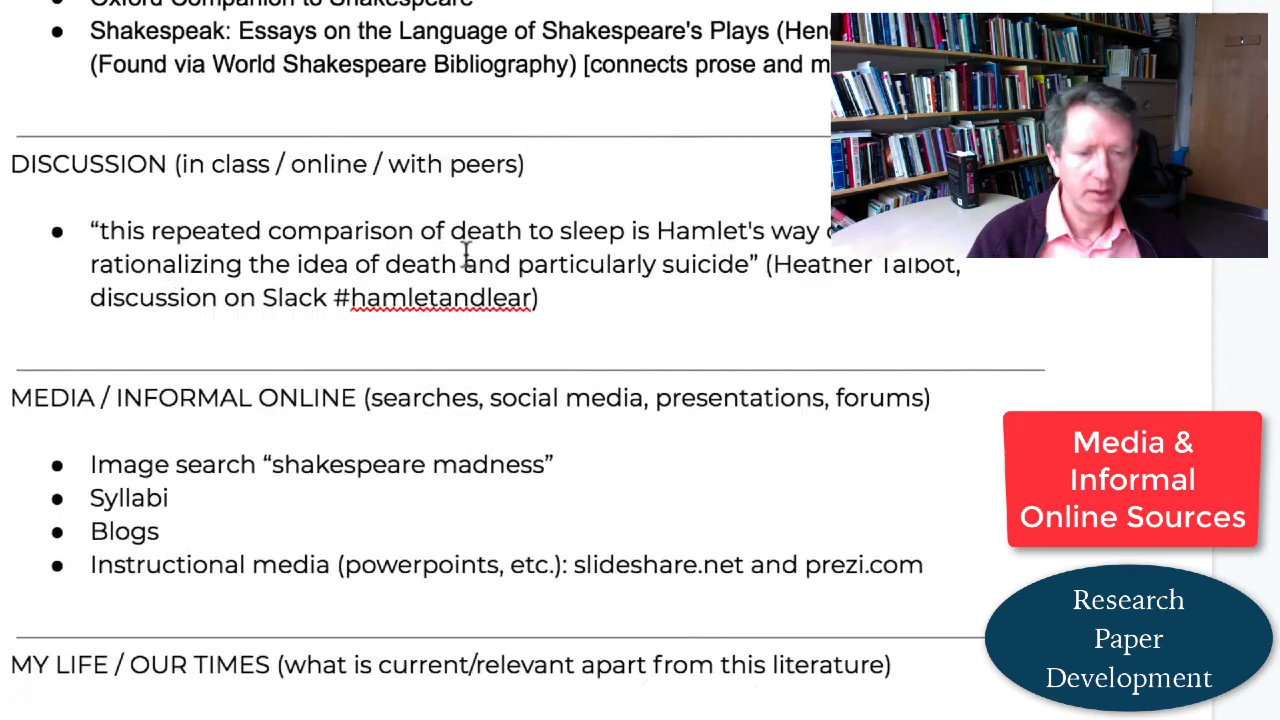 Oxford Companion to Shakespeare
Shakespeak: Essays on the Language of Shakespeare's Plays
(Found via World Shakespeare Bibliography) [connects prose and
DISCUSSION (in class / online / with peers)
“this repeated comparison of death to sleep is Hamlet's way
rationalizing the idea of death and particularly suicide” (Heather Talbot,
discussion on Slack #hamletandlear)
MEDIA / INFORMAL ONLINE (searches, social media, presentations, forums)
Image search “shakespeare madness”
Syllabi
Blogs
Instructional media (powerpoints, etc.): slideshare.net and prezi.com
MY LIFE / OUR TIMES (what is current/relevant apart from this literature)
Media &
Informal
Online Sources
Research
Paper
Development